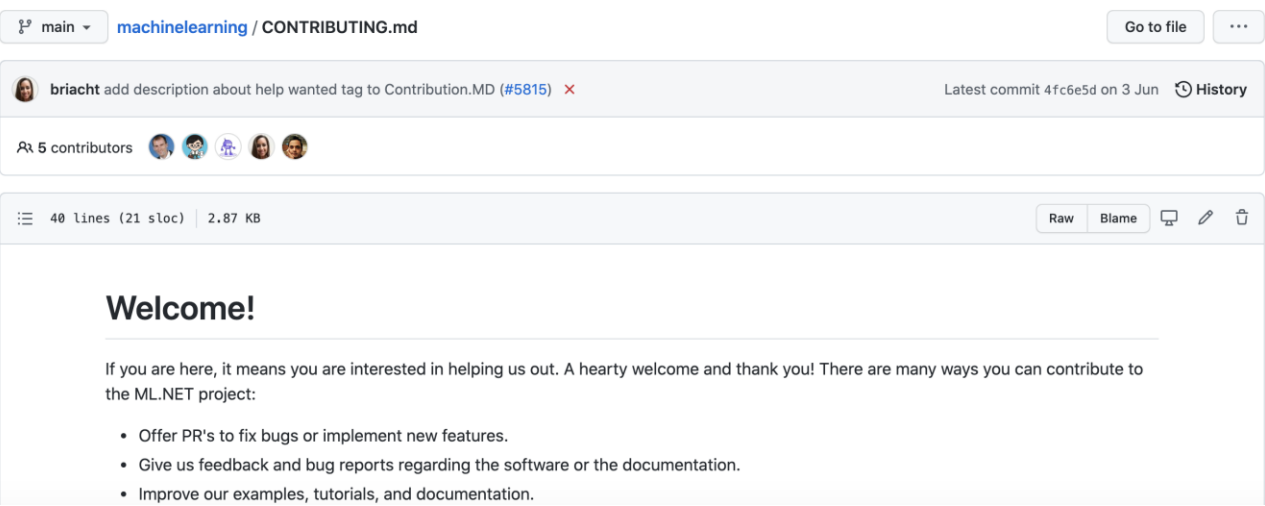 main
machinelearning / CONTRIBUTING.md
Go to file
...
briacht add description about help wanted tag to Contribution.MD (#5815)
Latest commit 4fc6e5d on 3 Jun
History
5 contributors
40 lines (21 sloc)
2.87 KB
Raw
Blame
Welcome!
If you are here, it means you are interested in helping us out. A hearty welcome and thank you! There are many ways you can contribute to
the ML.NET project:
• Offer PR's to fix bugs or implement new features.
• Give us feedback and bug reports regarding the software or the documentation.
• Improve our examples, tutorials, and documentation.